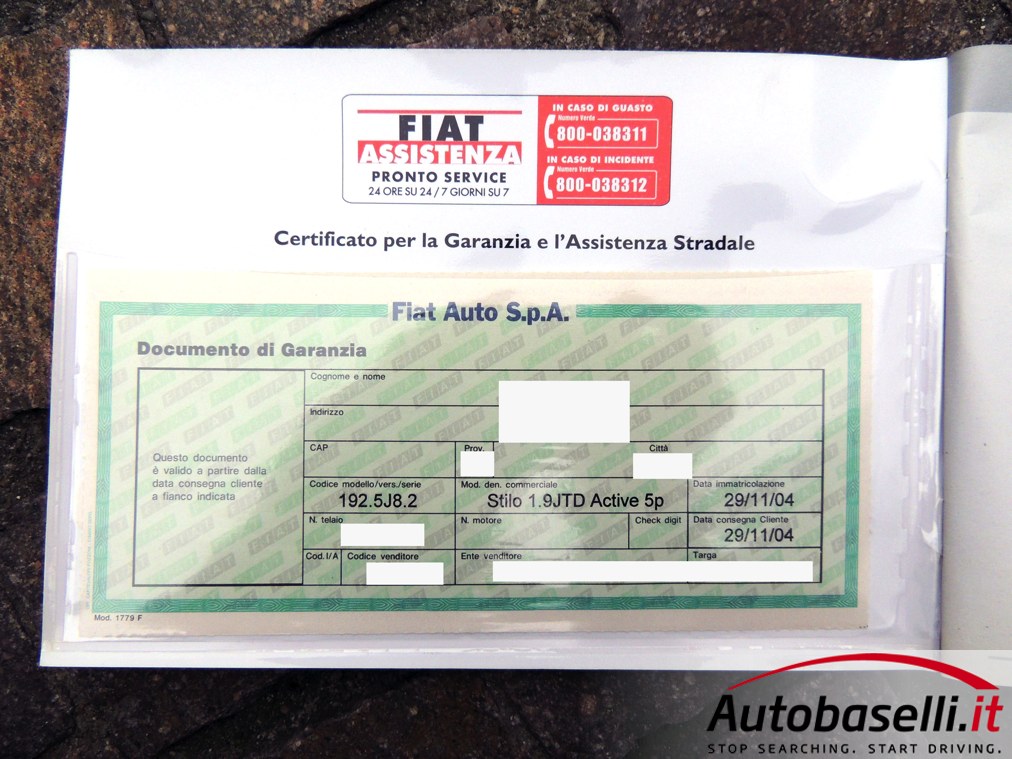 FIAT
ASSISTENZA
PRONTO SERVICE
24 ORE SU 24 / 7 GIORNI SU 7
IN CASO DI GUASTO
Numero Verde
800-038311
IN CASO DI INCIDENTE
Numero Verde
800-038312
Certificato per la Garanzia e l'Assistenza Stradale
Fiat Auto S.p.A.
Documento di Garanzia
Questo documento
è valido a partire dalla
data consegna cliente
a fianco indicata
Cognome e nome
Indirizzo
CAP Prov. Città
Codice modello/vers./serie Mod. den. commerciale Data immatricolazione
192.5J8.2 Stilo 1.9JTD Active 5p 29/11/04
N. telaio N. motore Check digit Data consegna Cliente
29/11/04
Cod. I/A Codice venditore Ente venditore Targa
Mod. 1779 F
Autobaselli.it
STOP SEARCHING. START DRIVING.